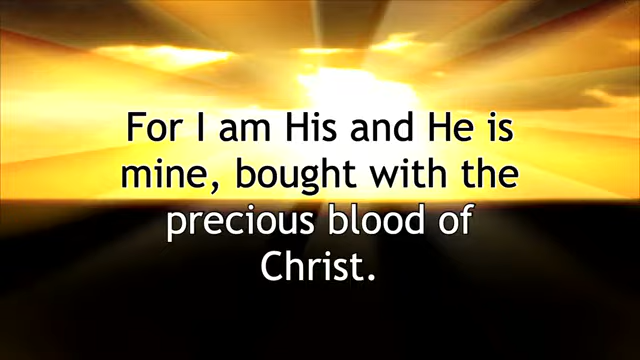 For I am His and He is
mine, bought with the
precious blood of
Christ.